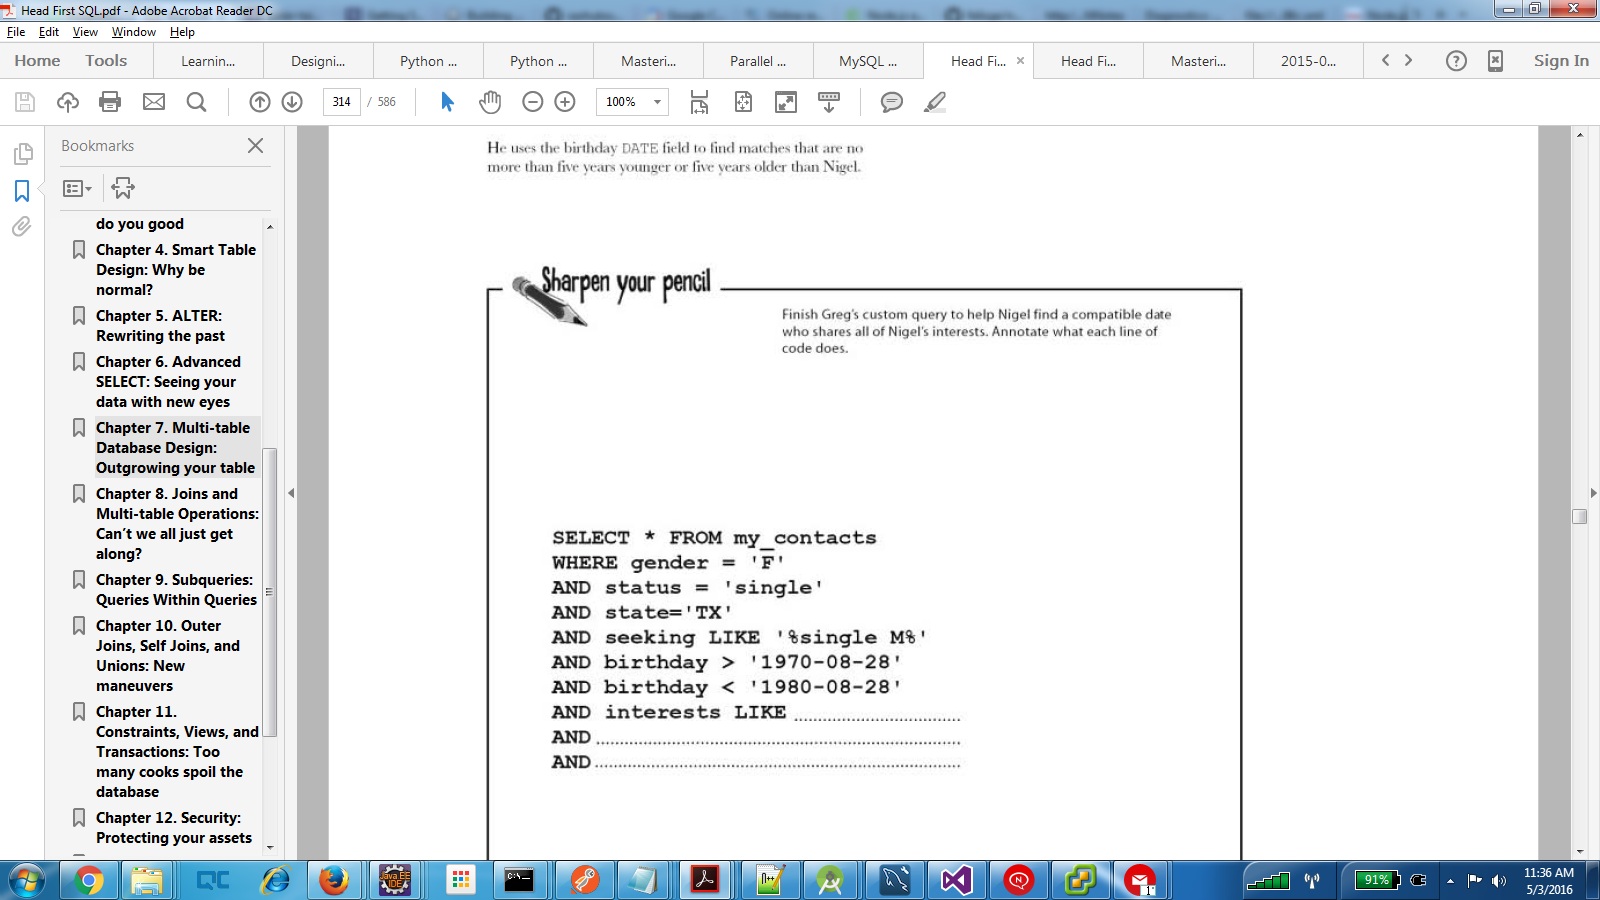 Head First SQL.pdf - Adobe Acrobat Reader DC
File Edit View Window Help
Home Tools Learnin... Designi... Python ... Python ... Masteri... Parallel ... MySQL ... Head Fi... × Head Fi... Masteri... 2015-0... Sign In
314 / 586 100%
Bookmarks
do you good
Chapter 4. Smart Table
Design: Why be
normal?
Chapter 5. ALTER:
Rewriting the past
Chapter 6. Advanced
SELECT: Seeing your
data with new eyes
Chapter 7. Multi-table
Database Design:
Outgrowing your table
Chapter 8. Joins and
Multi-table Operations:
Can't we all just get
along?
Chapter 9. Subqueries:
Queries Within Queries
Chapter 10. Outer
Joins, Self Joins, and
Unions: New
maneuvers
Chapter 11.
Constraints, Views, and
Transactions: Too
many cooks spoil the
database
Chapter 12. Security:
Protecting your assets
He uses the birthday DATE field to find matches that are no
more than five years younger or five years older than Nigel.
Sharpen your pencil
Finish Greg's custom query to help Nigel find a compatible date
who shares all of Nigel's interests. Annotate what each line of
code does.
SELECT * FROM my_contacts
WHERE gender = 'F'
AND status = 'single'
AND state='TX'
AND seeking LIKE '%single M%'
AND birthday > '1970-08-28'
AND birthday < '1980-08-28'
AND interests LIKE
AND
AND
91%
11:36 AM
5/3/2016